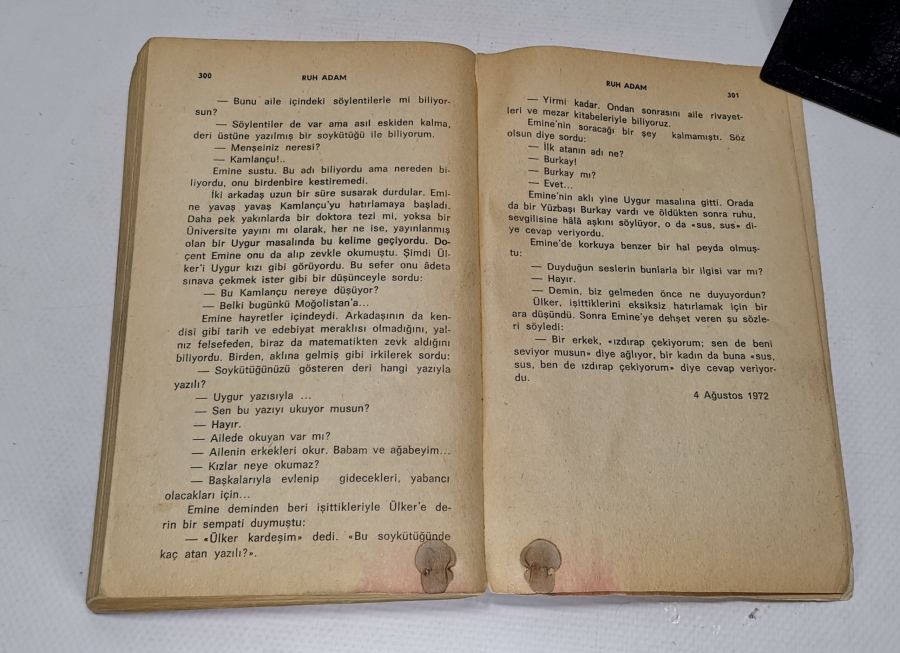 300
RUH ADAM
— Bunu aile içindeki söylentilerle mi biliyor-
sun?
— Söylentiler de var ama asıl eskiden kalma,
deri üstüne yazılmış bir soykütüğü ile biliyorum.
— Menşeiniz neresi?
— Kamlançu!..
Emine sustu. Bu adı biliyordu ama nereden bi-
liyordu, onu birdenbire kestiremedi.
İki arkadaş uzun bir süre susarak durdular. Emi-
ne yavaş yavaş Kamlançu'yu hatırlamaya başladı.
Daha pek yakınlarda bir doktora tezi mi, yoksa bir
Üniversite yayını mı olarak, her ne ise, yayınlanmış
olan bir Uygur masalında bu kelime geçiyordu. Do-
çent Emine onu da alıp zevkle okumuştu. Şimdi Ül-
ker'i Uygur kızı gibi görüyordu. Bu sefer onu âdeta
sınava çekmek ister gibi bir düşünceyle sordu:
— Bu Kamlançu nereye düşüyor?
— Belki bugünkü Moğolistan'a...
Emine hayretler içindeydi. Arkadaşının da ken-
disi gibi tarih ve edebiyat meraklısı olmadığını, yal-
nız felsefeden, biraz da matematikten zevk aldığını
biliyordu. Birden, aklına gelmiş gibi irkilerek sordu:
— Soykütüğünüzü gösteren deri hangi yazıyla
yazılı?
— Uygur yazısıyla ...
— Sen bu yazıyı ukuyor musun?
— Hayır.
— Ailede okuyan var mı?
— Ailenin erkekleri okur. Babam ve ağabeyim...
— Kızlar neye okumaz?
— Başkalarıyla evlenip gidecekleri, yabancı
olacakları için...
Emine deminden beri işittikleriyle Ülker'e de-
rin bir sempati duymuştu:
— «Ülker kardeşim» dedi. «Bu soykütüğünde
kaç atan yazılı?».
RUH ADAM
301
— Yirmi kadar. Ondan sonrasını aile rivayet-
leri ve mezar kitabeleriyle biliyoruz.
Emine'nin soracağı bir şey kalmamıştı. Söz
olsun diye sordu:
— İlk atanın adı ne?
— Burkay!
— Burkay mı?
— Evet...
Emine'nin aklı yine Uygur masalına gitti. Orada
da bir Yüzbaşı Burkay vardı ve öldükten sonra ruhu,
sevgilisine hâlâ aşkını söylüyor, o da «sus, sus» di-
ye cevap veriyordu.
Emine'de korkuya benzer bir hal peyda olmuş-
tu:
— Duyduğun seslerin bunlarla bir ilgisi var mı?
— Hayır.
— Demin, biz gelmeden önce ne duyuyordun?
Ülker, işittiklerini eksiksiz hatırlamak için bir
ara düşündü. Sonra Emine'ye dehşet veren şu sözle-
ri söyledi:
— Bir erkek, «ızdırap çekiyorum; sen de beni
seviyor musun» diye ağlıyor, bir kadın da buna «sus,
sus, ben de ızdırap çekiyorum» diye cevap veriyor-
du.
4 Ağustos 1972